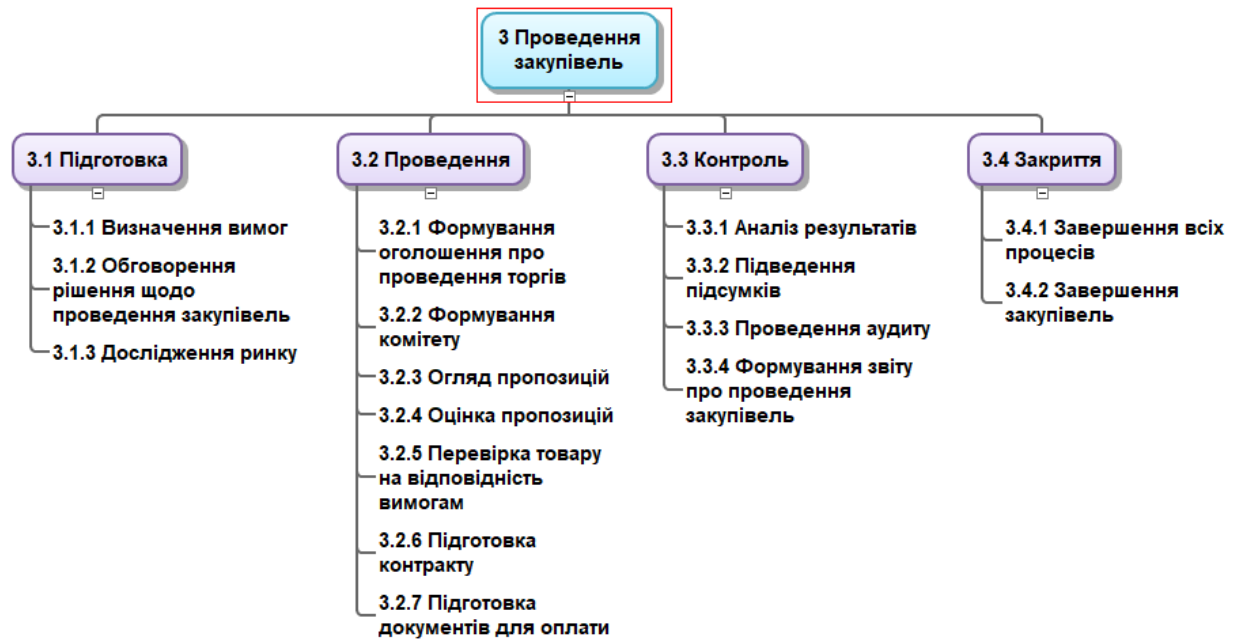 3 Проведення
закупівель
3.1 Підготовка
3.1.1 Визначення вимог
3.1.2 Обговорення
рішення щодо
проведення закупівель
3.1.3 Дослідження ринку
3.2 Проведення
3.2.1 Формування
оголошення про
проведення торгів
3.2.2 Формування
комітету
3.2.3 Огляд пропозицій
3.2.4 Оцінка пропозицій
3.2.5 Перевірка товару
на відповідність
вимогам
3.2.6 Підготовка
контракту
3.2.7 Підготовка
документів для оплати
3.3 Контроль
3.3.1 Аналіз результатів
3.3.2 Підведення
підсумків
3.3.3 Проведення аудиту
3.3.4 Формування звіту
про проведення
закупівель
3.4 Закриття
3.4.1 Завершення всіх
процесів
3.4.2 Завершення
закупівель